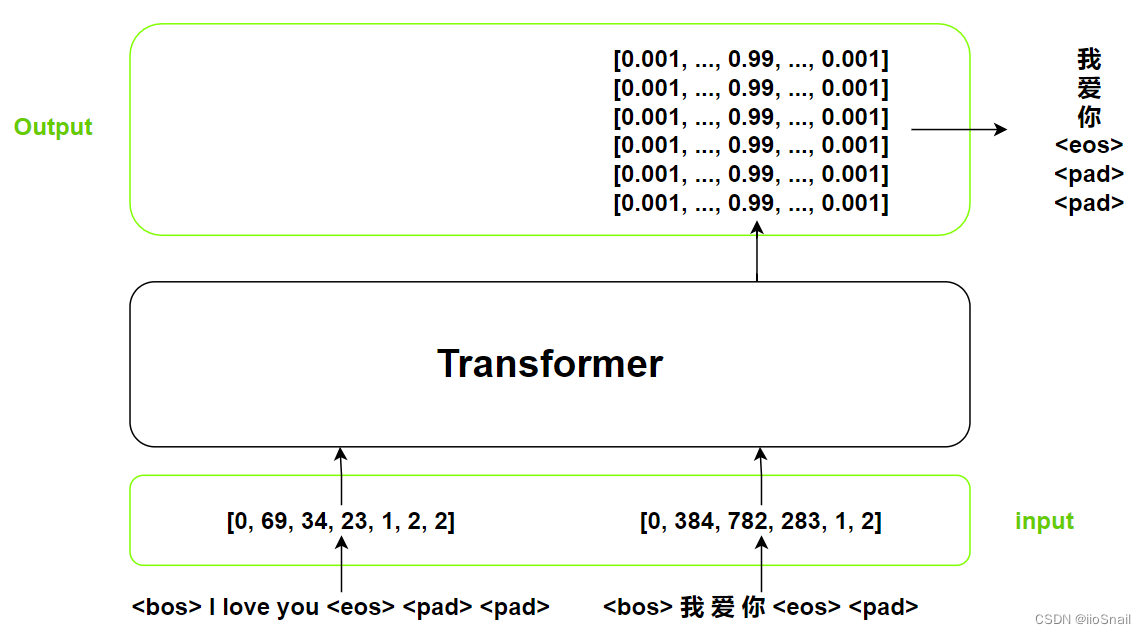 [0.001, ..., 0.99, ..., 0.001]
[0.001, ..., 0.99, ..., 0.001]
[0.001, ..., 0.99, ..., 0.001]
[0.001, ..., 0.99, ..., 0.001]
[0.001, ..., 0.99, ..., 0.001]
[0.001, ..., 0.99, ..., 0.001]
Output
我
爱
你
<eos>
<pad>
<pad>
Transformer
[0, 69, 34, 23, 1, 2, 2]
[0, 384, 782, 283, 1, 2]
input
<bos> I love you <eos> <pad> <pad>
<bos> 我 爱 你 <eos> <pad>
CSDN @iioSnail